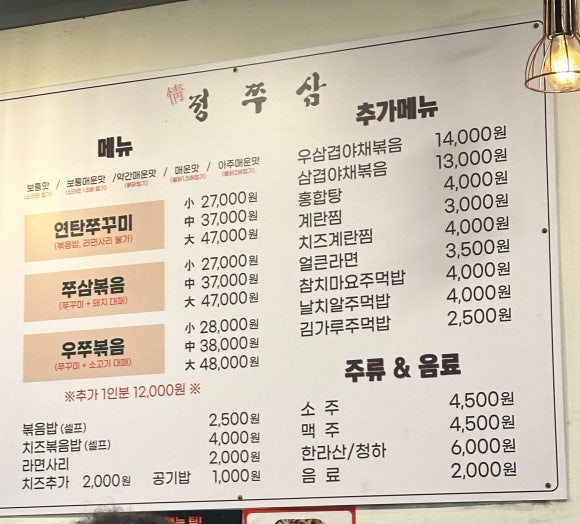 情 정 쭈 삼
메뉴
보통맛 / 보통매운맛 / 약간매운맛 / 매운맛 / 아주매운맛
연탄쭈꾸미
(볶음밥, 라면사리 불가)
小 27,000원
中 37,000원
大 47,000원
쭈삼볶음
(쭈꾸미 + 돼지 대패)
小 27,000원
中 37,000원
大 47,000원
우쭈볶음
(쭈꾸미 + 소고기 대패)
小 28,000원
中 38,000원
大 48,000원
※추가 1인분 12,000원 ※
볶음밥 (셀프) 2,500원
치즈볶음밥 (셀프) 4,000원
라면사리 2,000원
치즈추가 2,000원 공기밥 1,000원
추가메뉴
우삼겹야채볶음 14,000원
삼겹야채볶음 13,000원
홍합탕 4,000원
계란찜 3,000원
치즈계란찜 4,000원
얼큰라면 3,500원
참치마요주먹밥 4,000원
날치알주먹밥 4,000원
김가루주먹밥 2,500원
주류 & 음료
소 주 4,500원
맥 주 4,500원
한라산/청하 6,000원
음 료 2,000원